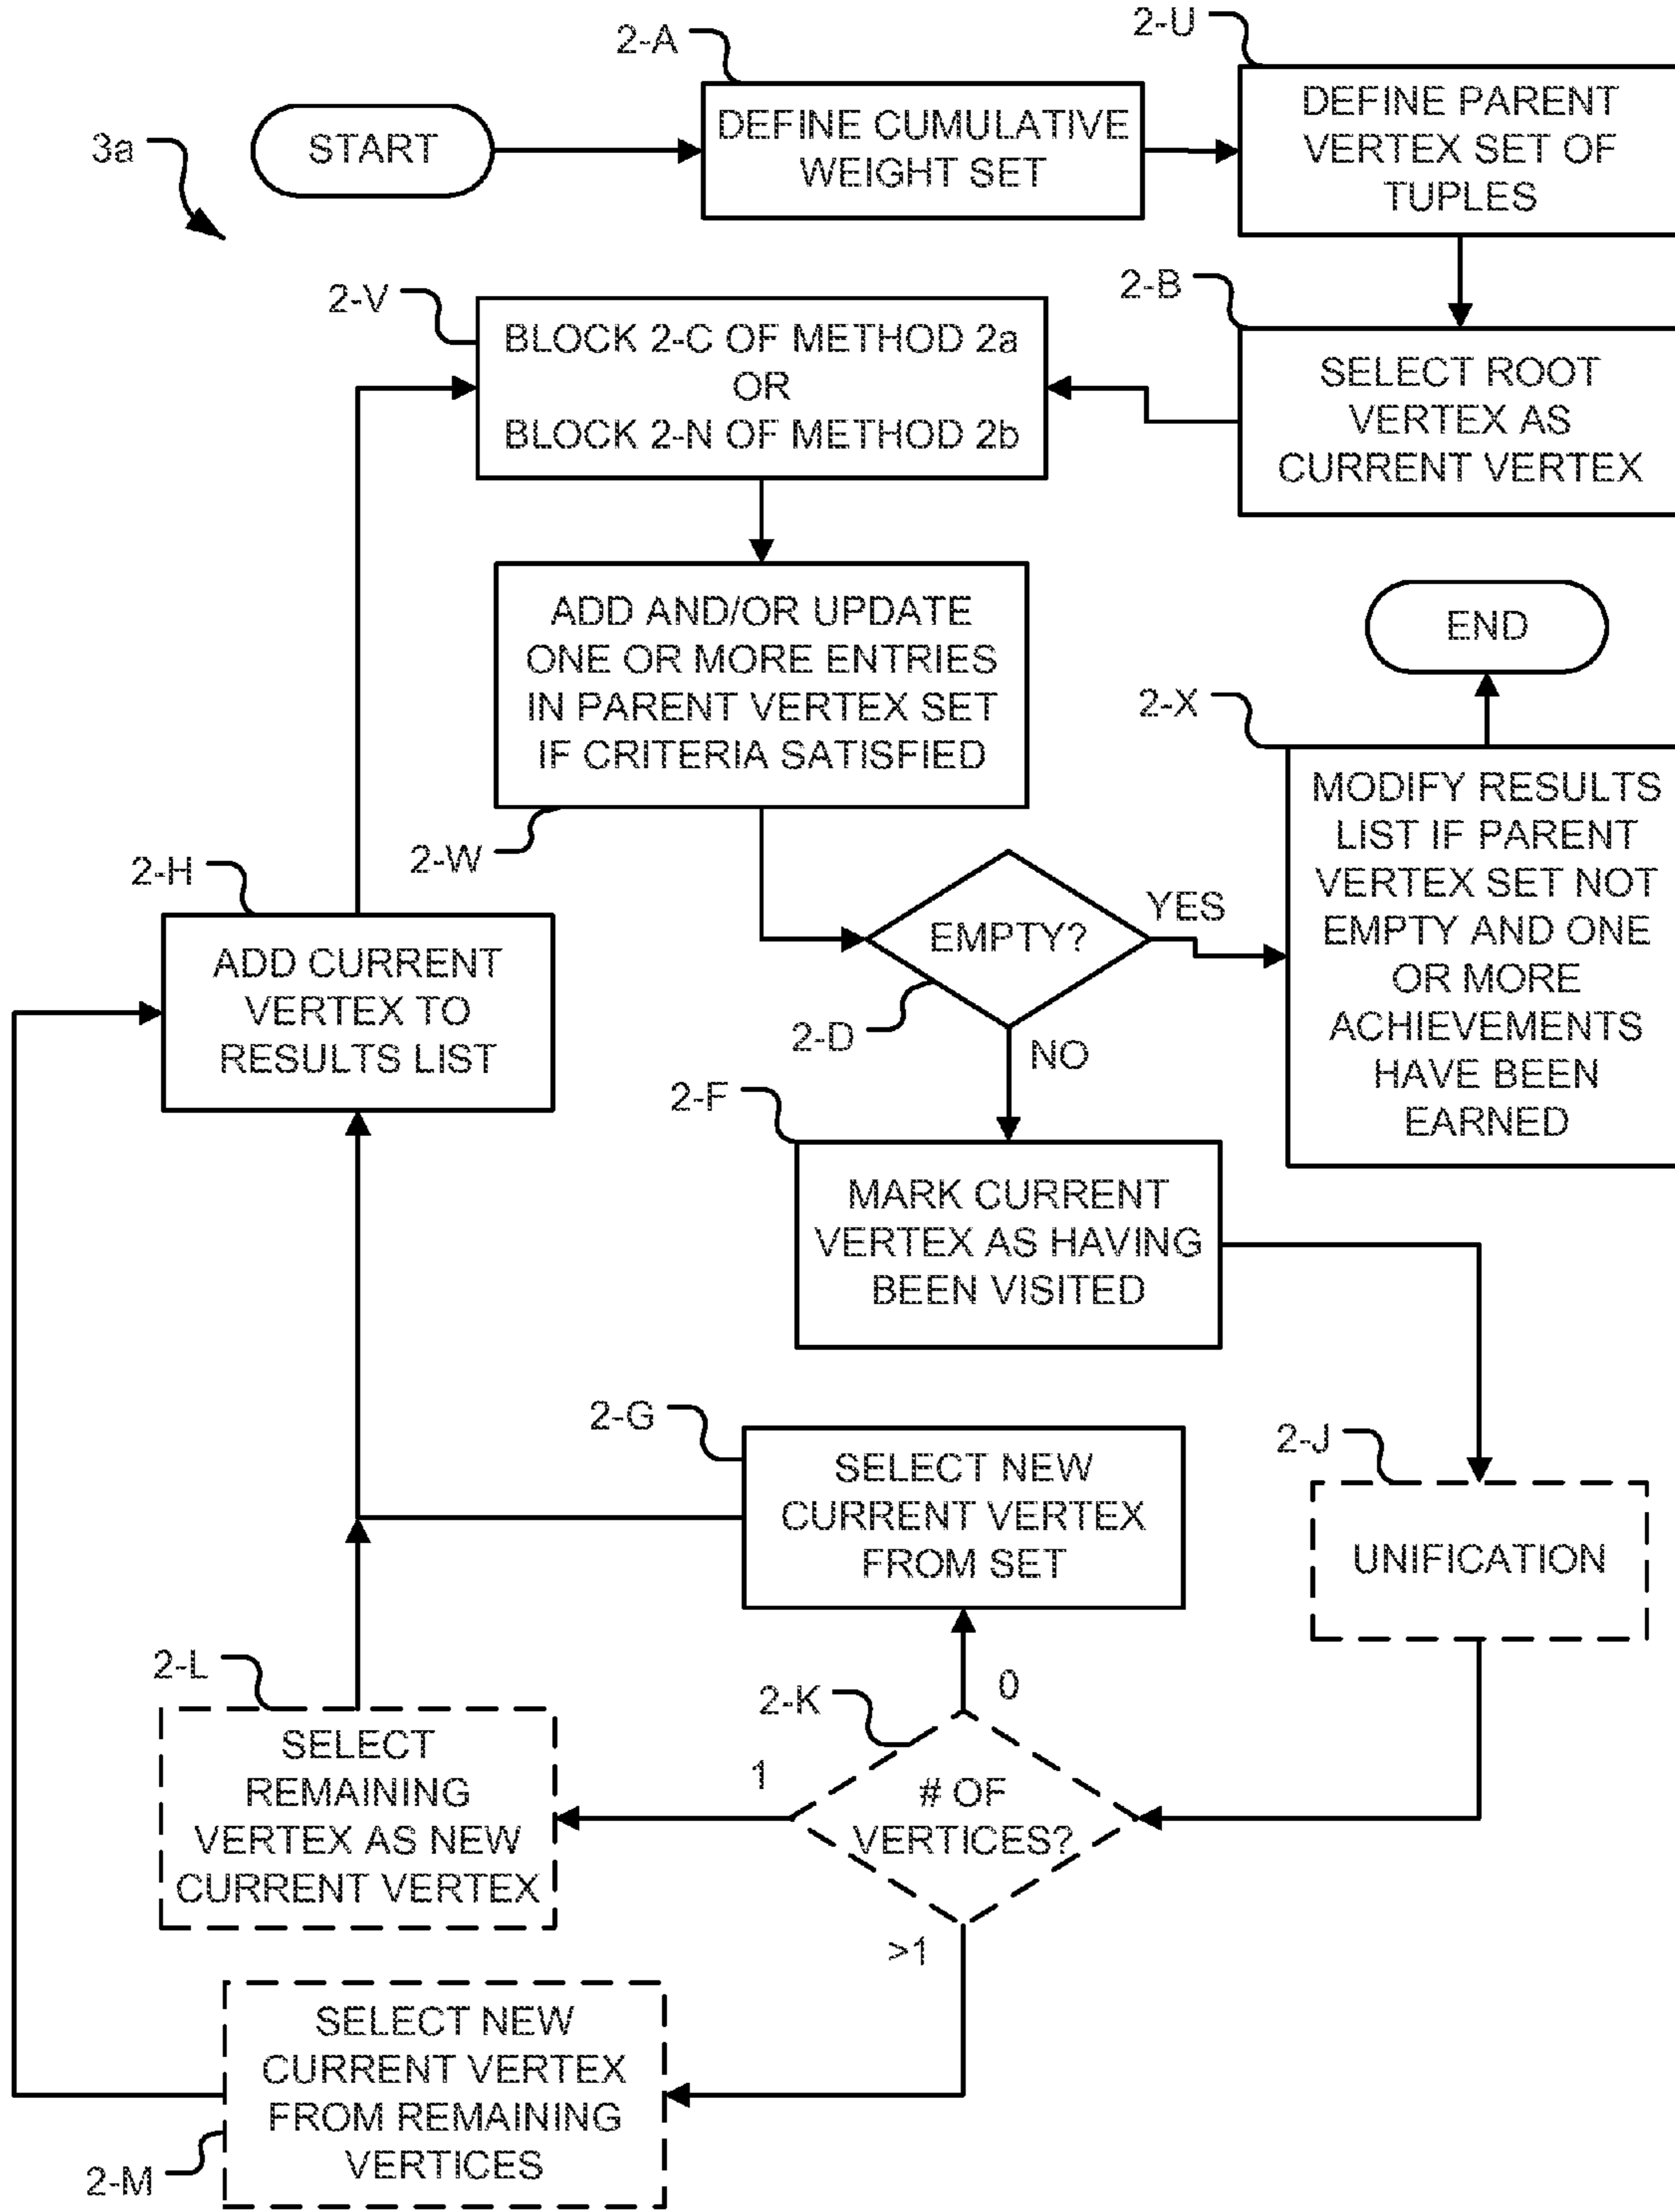 2-A
2-U
3a
START
DEFINE CUMULATIVE
WEIGHT SET
DEFINE PARENT
VERTEX SET OF
TUPLES
2-V
2-B
BLOCK 2-C OF METHOD 2a
OR
BLOCK 2-N OF METHOD 2b
SELECT ROOT
VERTEX AS
CURRENT VERTEX
ADD AND/OR UPDATE
ONE OR MORE ENTRIES
IN PARENT VERTEX SET
IF CRITERIA SATISFIED
END
2-X
2-W
2-H
MODIFY RESULTS
LIST IF PARENT
VERTEX SET NOT
EMPTY AND ONE
OR MORE
ACHIEVEMENTS
HAVE BEEN
EARNED
EMPTY?
YES
2-D
NO
ADD CURRENT
VERTEX TO
RESULTS LIST
2-F
MARK CURRENT
VERTEX AS HAVING
BEEN VISITED
2-G
SELECT NEW
CURRENT VERTEX
FROM SET
2-J
UNIFICATION
2-L
2-K
0
SELECT
REMAINING
VERTEX AS NEW
CURRENT VERTEX
1
# OF
VERTICES?
>1
SELECT NEW
CURRENT VERTEX
FROM REMAINING
VERTICES
2-M